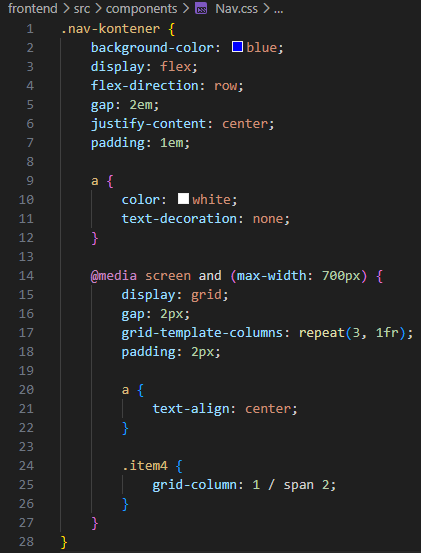 frontend > src > components > Nav.css > ...
1 .nav-kontener {
2     background-color: blue;
3     display: flex;
4     flex-direction: row;
5     gap: 2em;
6     justify-content: center;
7     padding: 1em;
8
9     a {
10         color: white;
11         text-decoration: none;
12     }
13
14     @media screen and (max-width: 700px) {
15         display: grid;
16         gap: 2px;
17         grid-template-columns: repeat(3, 1fr);
18         padding: 2px;
19
20         a {
21             text-align: center;
22         }
23
24         .item4 {
25             grid-column: 1 / span 2;
26         }
27     }
28 }